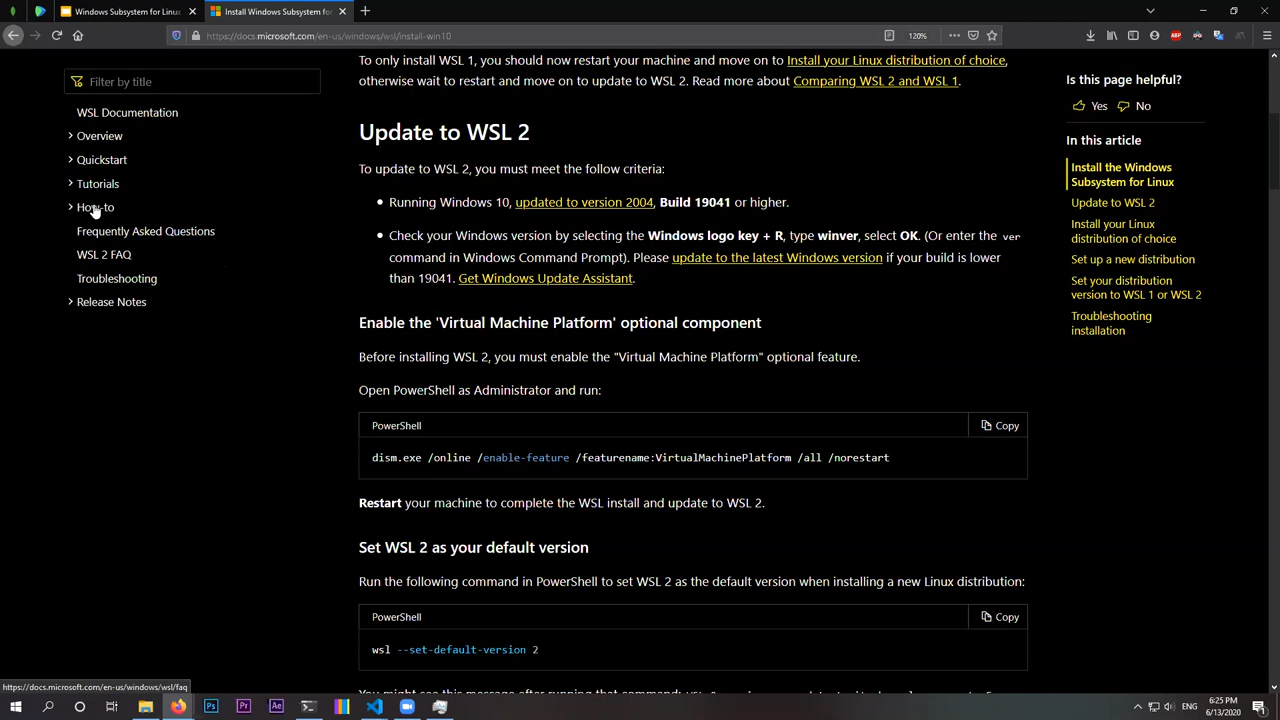 Windows Subsystem for Linux
Install Windows Subsystem for
https://docs.microsoft.com/en-us/windows/wsl/install-win10
120%
ABP
Filter by title
WSL Documentation
Overview
Quickstart
Tutorials
How-to
Frequently Asked Questions
WSL 2 FAQ
Troubleshooting
Release Notes
To only install WSL 1, you should now restart your machine and move on to Install your Linux distribution of choice,
otherwise wait to restart and move on to update to WSL 2. Read more about Comparing WSL 2 and WSL 1.
Update to WSL 2
To update to WSL 2, you must meet the follow criteria:
Running Windows 10, updated to version 2004, Build 19041 or higher.
Check your Windows version by selecting the Windows logo key + R, type winver, select OK. (Or enter the ver
command in Windows Command Prompt). Please update to the latest Windows version if your build is lower
than 19041. Get Windows Update Assistant.
Enable the 'Virtual Machine Platform' optional component
Before installing WSL 2, you must enable the "Virtual Machine Platform" optional feature.
Open PowerShell as Administrator and run:
PowerShell
Copy
dism.exe /online /enable-feature /featurename:VirtualMachinePlatform /all /norestart
Restart your machine to complete the WSL install and update to WSL 2.
Set WSL 2 as your default version
Run the following command in PowerShell to set WSL 2 as the default version when installing a new Linux distribution:
PowerShell
Copy
wsl --set-default-version 2
You might see this message after running that command:
Is this page helpful?
Yes No
In this article
Install the Windows
Subsystem for Linux
Update to WSL 2
Install your Linux
distribution of choice
Set up a new distribution
Set your distribution
version to WSL 1 or WSL 2
Troubleshooting
installation
https://docs.microsoft.com/en-us/windows/wsl/faq
Ps
Pr
Ae
ENG
6:25 PM
6/13/2020